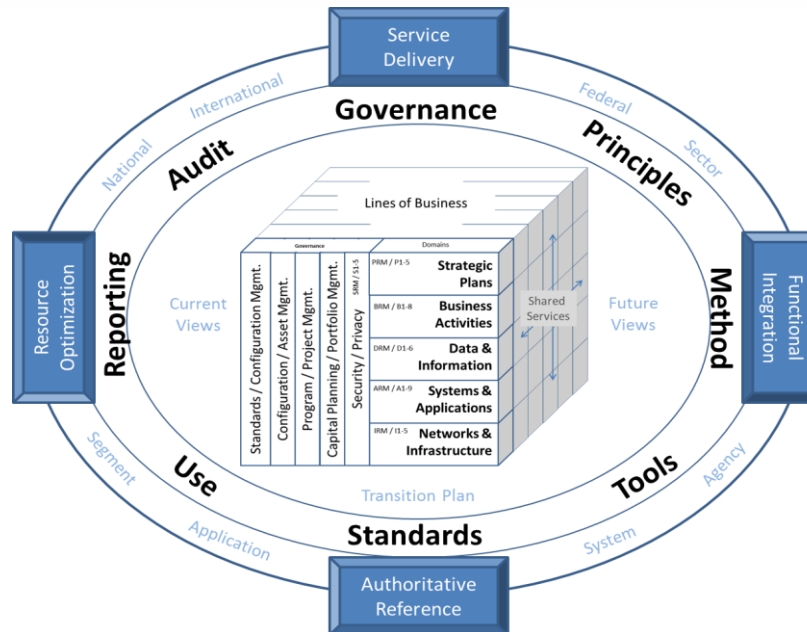 Service
Delivery
International
Federal
National
Sector
Governance
Audit
Principles
Lines of Business
Governance
Domains
Standards / Configuration Mgmt.
Configuration / Asset Mgmt.
Program / Project Mgmt.
Capital Planning / Portfolio Mgmt.
Security / Privacy
SRM / S1-5
PRM / P1-5
Strategic
Plans
BRM / B1-8
Business
Activities
DRM / D1-6
Data &
Information
ARM / A1-9
Systems &
Applications
IRM / I1-5
Networks &
Infrastructure
Shared
Services
Current
Views
Future
Views
Resource
Optimization
Reporting
Method
Functional
Integration
Transition Plan
Use
Tools
Standards
Segment
Agency
Application
System
Authoritative
Reference